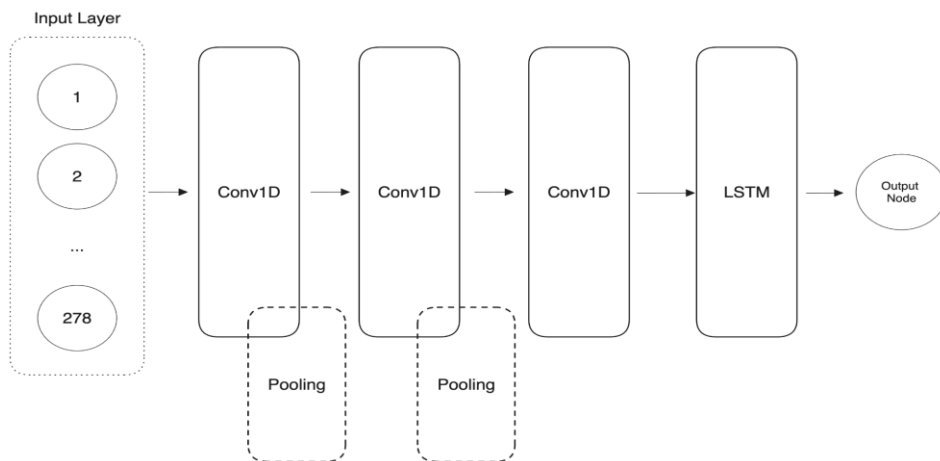 Input Layer
1
2
...
278
Conv1D
Conv1D
Conv1D
LSTM
Output
Node
Pooling
Pooling